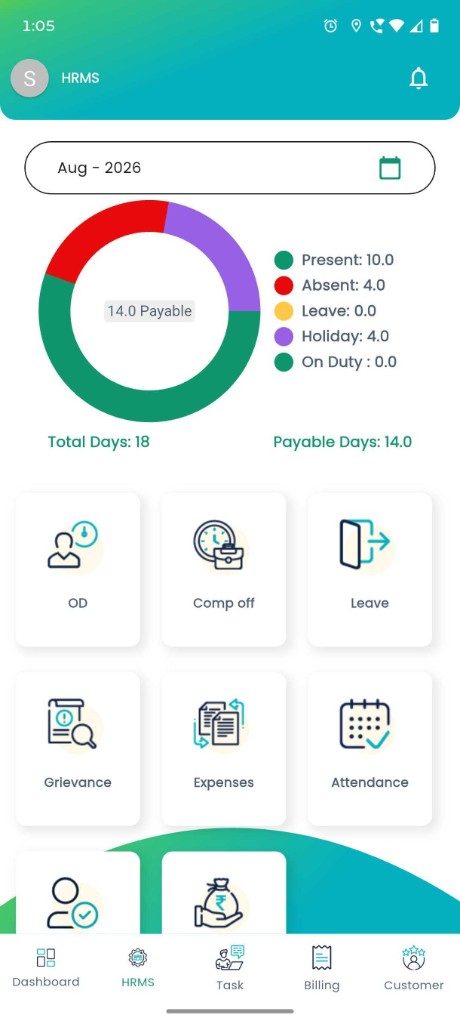 1:05
S
HRMS
Aug - 2026
14.0 Payable
Present: 10.0
Absent: 4.0
Leave: 0.0
Holiday: 4.0
On Duty : 0.0
Total Days: 18
Payable Days: 14.0
OD
Comp off
Leave
Grievance
Expenses
Attendance
₹
Dashboard
HRMS
Task
Billing
Customer